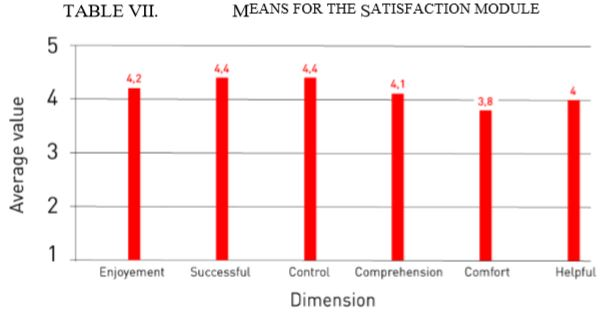 TABLE VII. MEANS FOR THE SATISFACTION MODULE
5
4
3
2
1
Average value
4,2
4,4
4,4
4,1
3,8
4
Enjoyement Successful Control Comprehension Comfort Helpful
Dimension